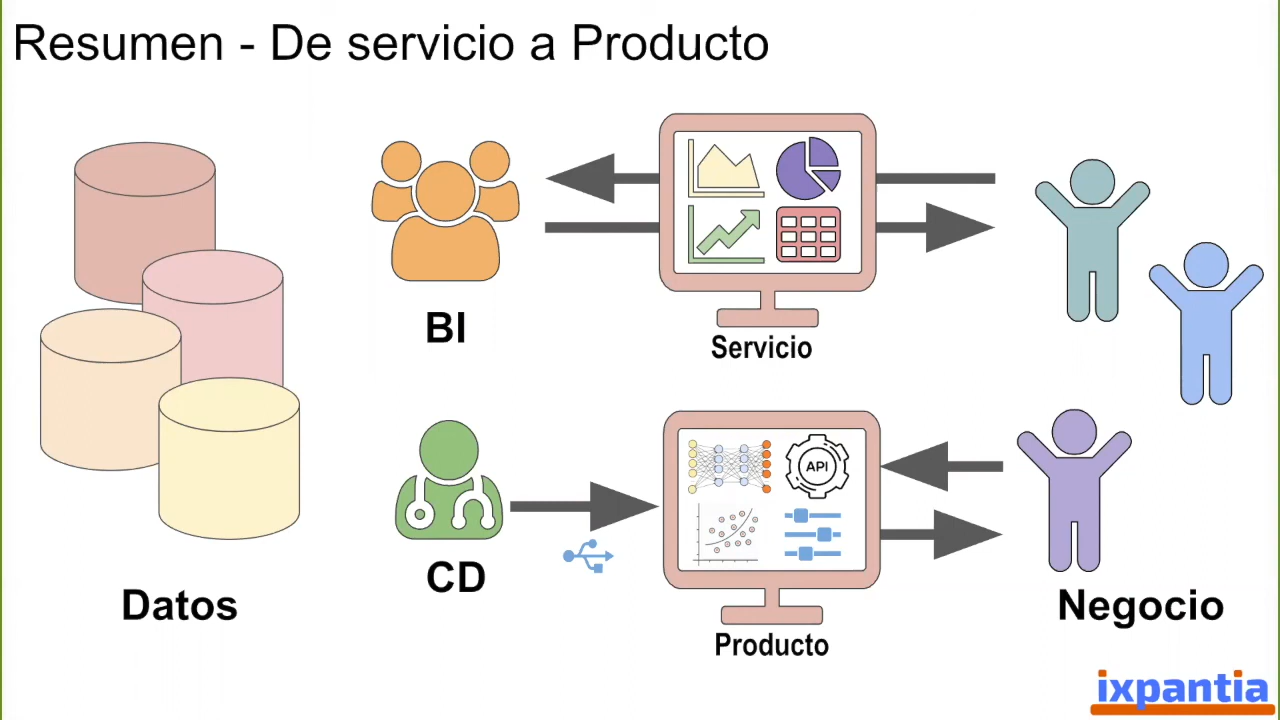 Resumen - De servicio a Producto
BI
Servicio
API
CD
Datos
Producto
Negocio
ixpantia